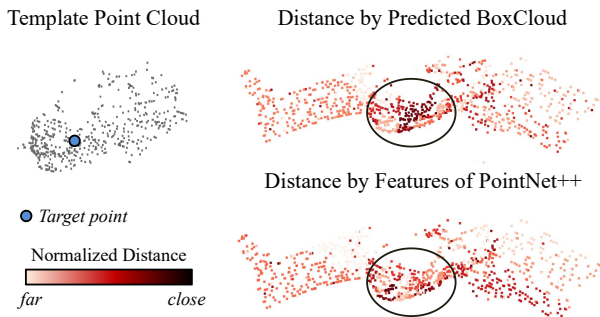 Template Point Cloud
Distance by Predicted BoxCloud
Distance by Features of PointNet++
Target point
Normalized Distance
far close